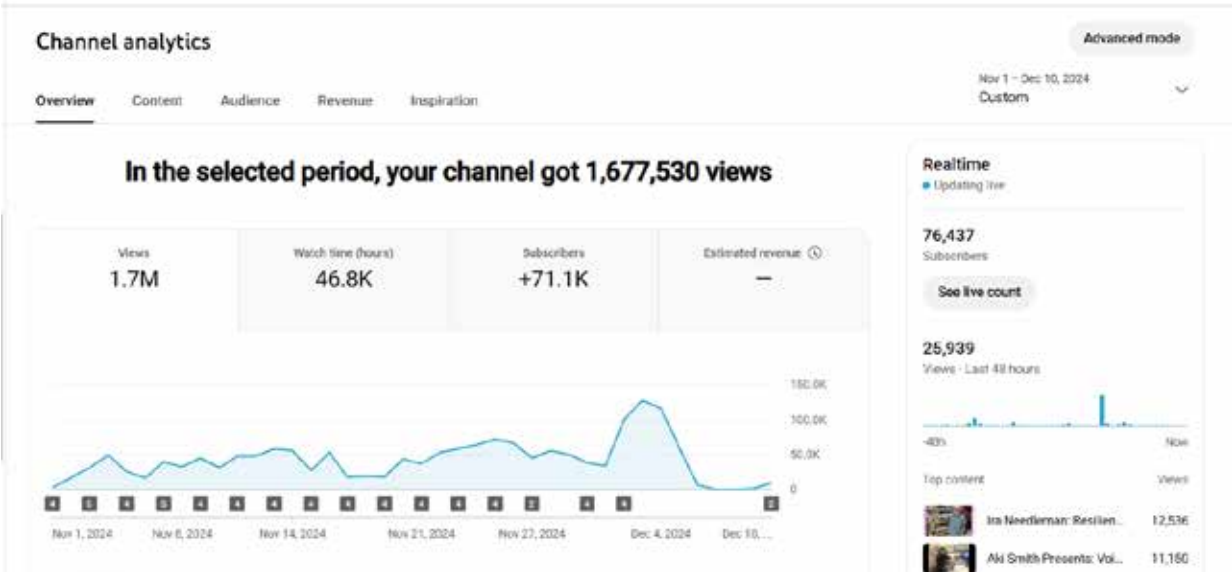 Channel analytics
Advanced mode
Nov 1 – Dec 10, 2024
Custom
Overview Content Audience Revenue Inspiration
In the selected period, your channel got 1,677,530 views
Views
1.7M
Watch time (hours)
46.8K
Subscribers
+71.1K
Estimated revenue
—
150.0K
100.0K
50.0K
0
Nov 1, 2024 Nov 8, 2024 Nov 14, 2024 Nov 21, 2024 Nov 27, 2024 Dec 4, 2024 Dec 10, ...
Realtime
Updating live
76,437
Subscribers
See live count
25,939
Views · Last 48 hours
-48h Now
Top content Views
Ira Needleman: Resilien... 12,536
Aki Smith Presents: Voi... 11,150